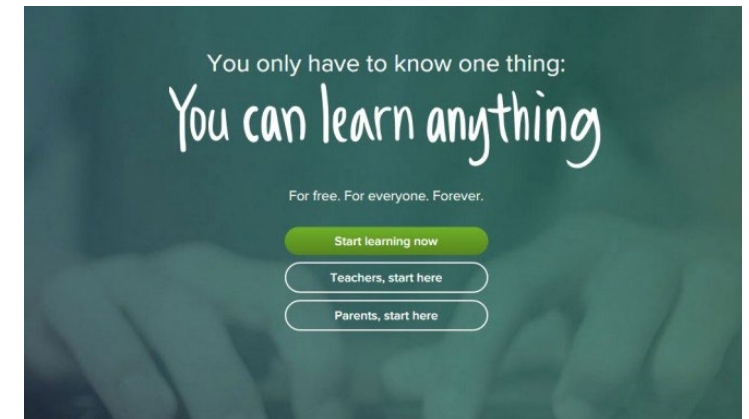 You only have to know one thing:
You can learn anything
For free. For everyone. Forever.
Start learning now
Teachers, start here
Parents, start here